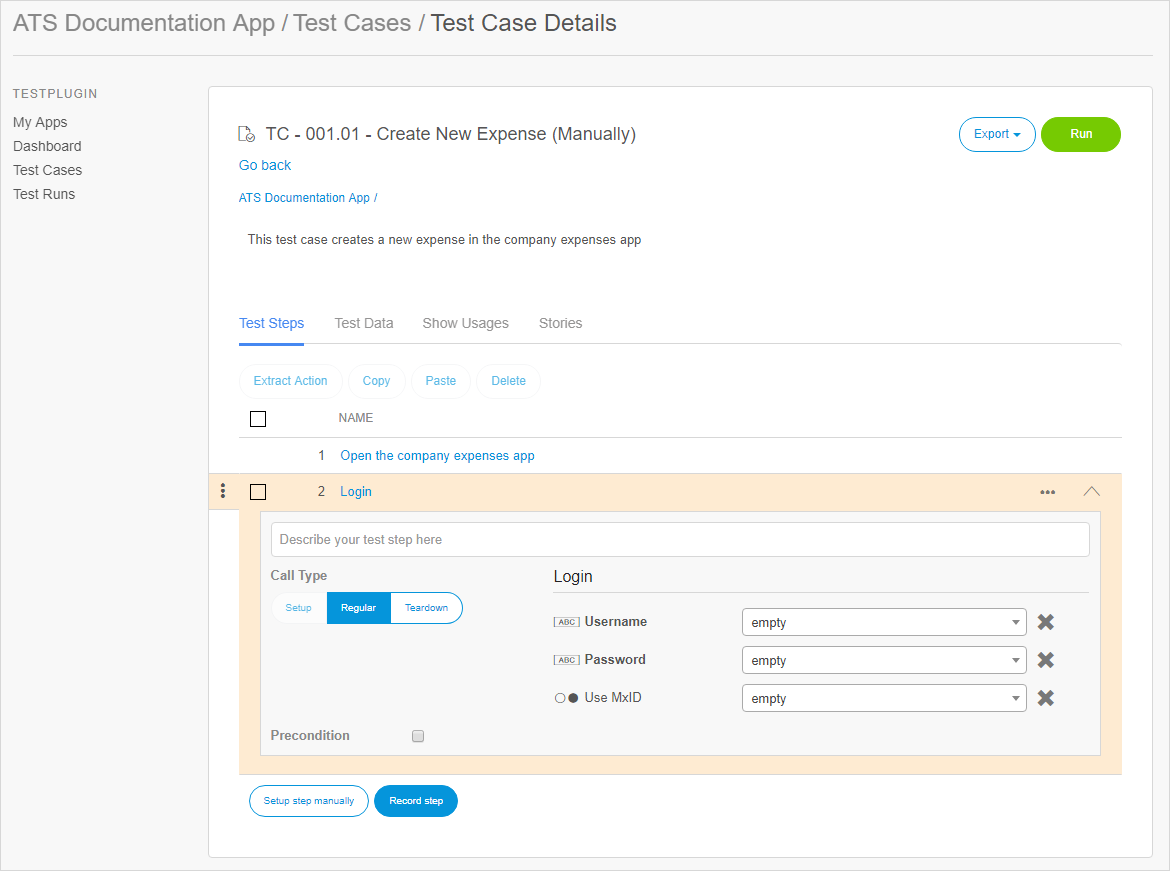 ATS Documentation App / Test Cases / Test Case Details
TESTPLUGIN
My Apps
Dashboard
Test Cases
Test Runs
TC - 001.01 - Create New Expense (Manually)
Export
Run
Go back
ATS Documentation App /
This test case creates a new expense in the company expenses app
Test Steps
Test Data
Show Usages
Stories
Extract Action
Copy
Paste
Delete
NAME
1 Open the company expenses app
2 Login
Describe your test step here
Call Type
Setup
Regular
Teardown
Login
ABC Username
empty
ABC Password
empty
Use MxID
empty
Precondition
Setup step manually
Record step